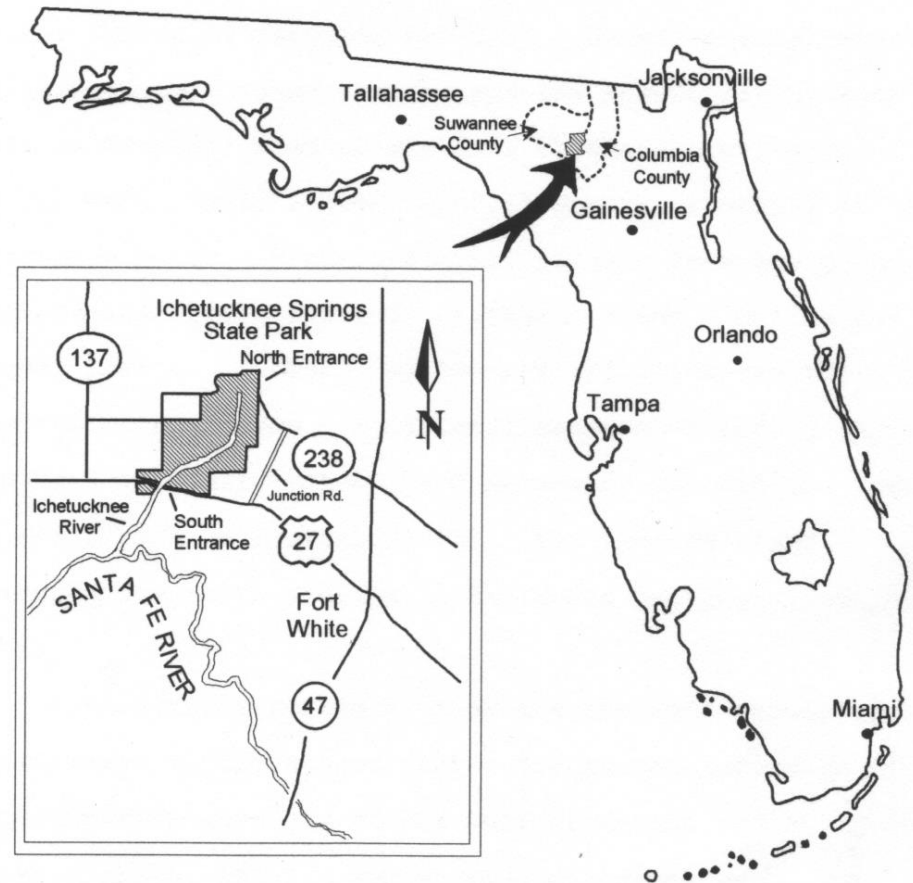 Jacksonville
Tallahassee
Suwannee
County
Columbia
County
Gainesville
Orlando
Tampa
Miami
Ichetucknee Springs
State Park
North Entrance
137
N
238
Junction Rd.
Ichetucknee
River
South
Entrance
27
SANTA FE RIVER
Fort
White
47